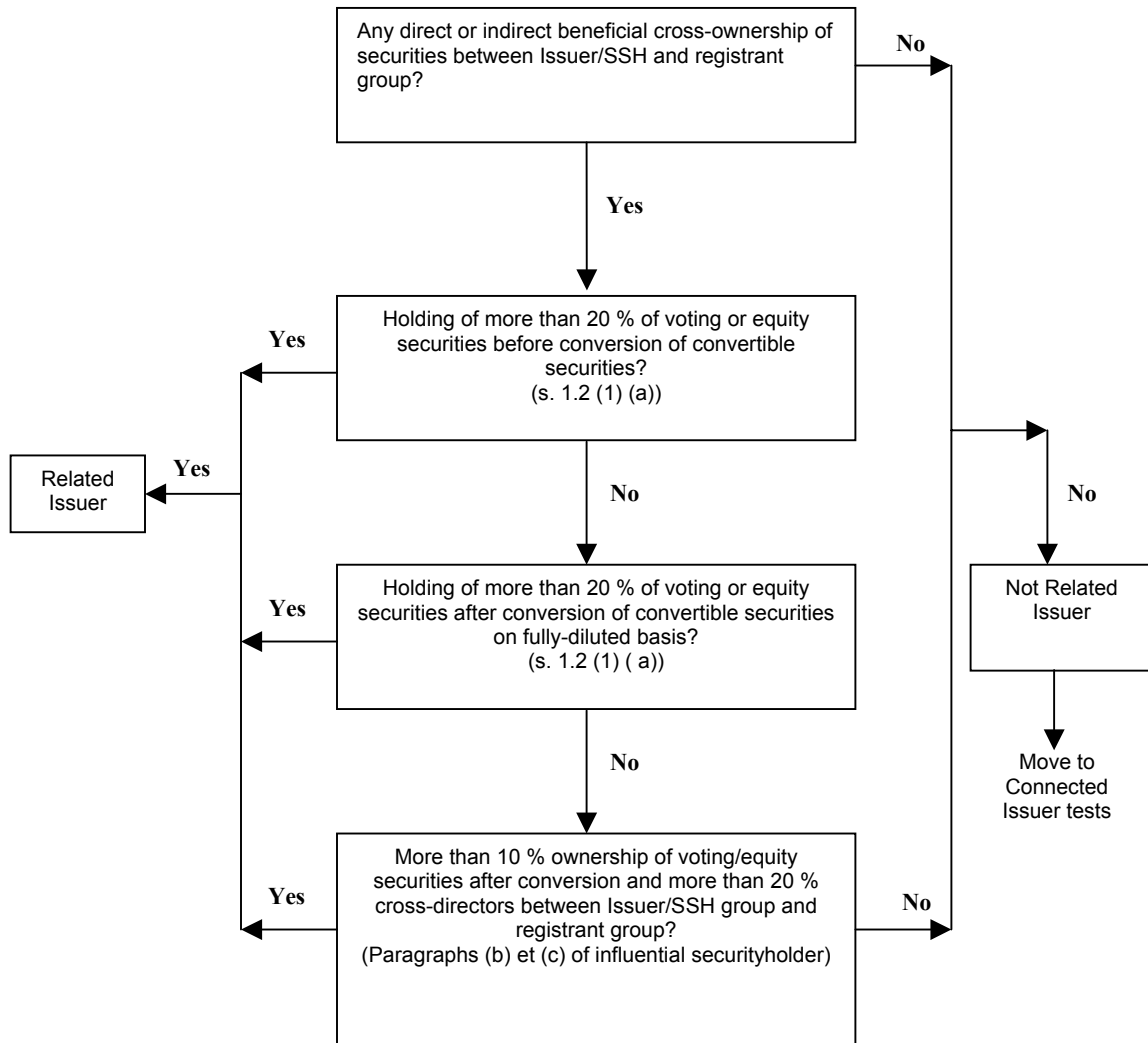 Any direct or indirect beneficial cross-ownership of
securities between Issuer/SSH and registrant
group?
No
Yes
Holding of more than 20 % of voting or equity
securities before conversion of convertible
securities?
(s. 1.2 (1) (a))
Yes
Related
Issuer
Yes
No
No
Holding of more than 20 % of voting or equity
securities after conversion of convertible securities
on fully-diluted basis?
(s. 1.2 (1) ( a))
Yes
Not Related
Issuer
No
Move to
Connected
Issuer tests
More than 10 % ownership of voting/equity
securities after conversion and more than 20 %
cross-directors between Issuer/SSH group and
registrant group?
(Paragraphs (b) et (c) of influential securityholder)
Yes
No